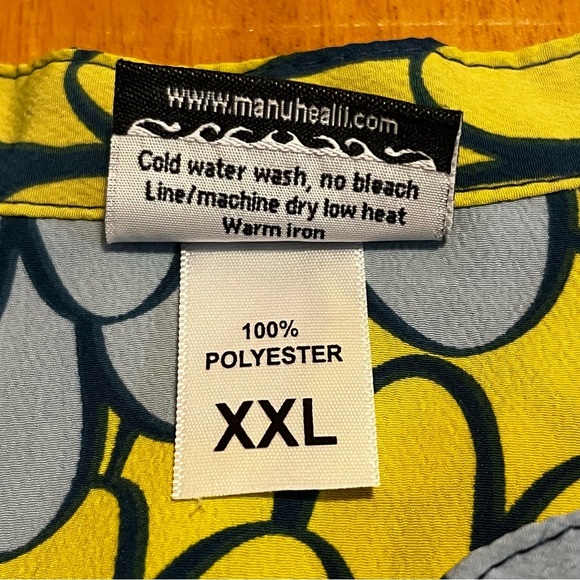 www.manuhealii.com
Cold water wash, no bleach
Line/machine dry low heat
Warm iron
100%
POLYESTER
XXL